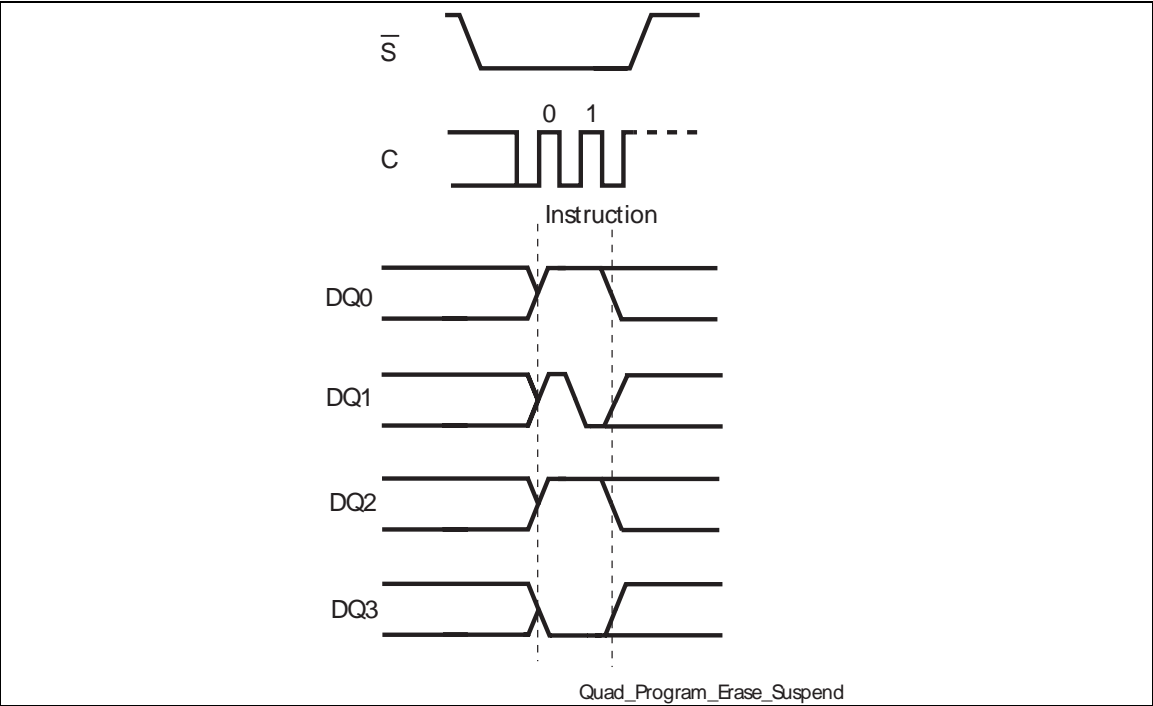 S̅
0 1
C
Instruction
DQ0
DQ1
DQ2
DQ3
Quad_Program_Erase_Suspend